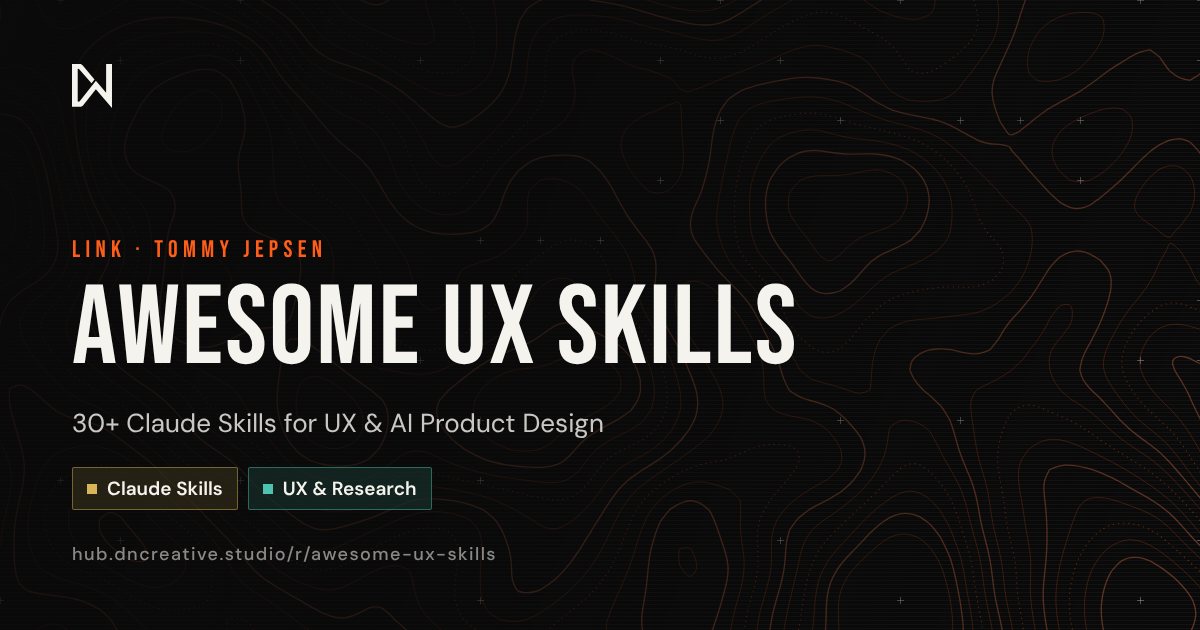 LINK · TOMMY JEPSEN
AWESOME UX SKILLS
30+ Claude Skills for UX & AI Product Design
Claude Skills
UX & Research
hub.dncreative.studio/r/awesome-ux-skills